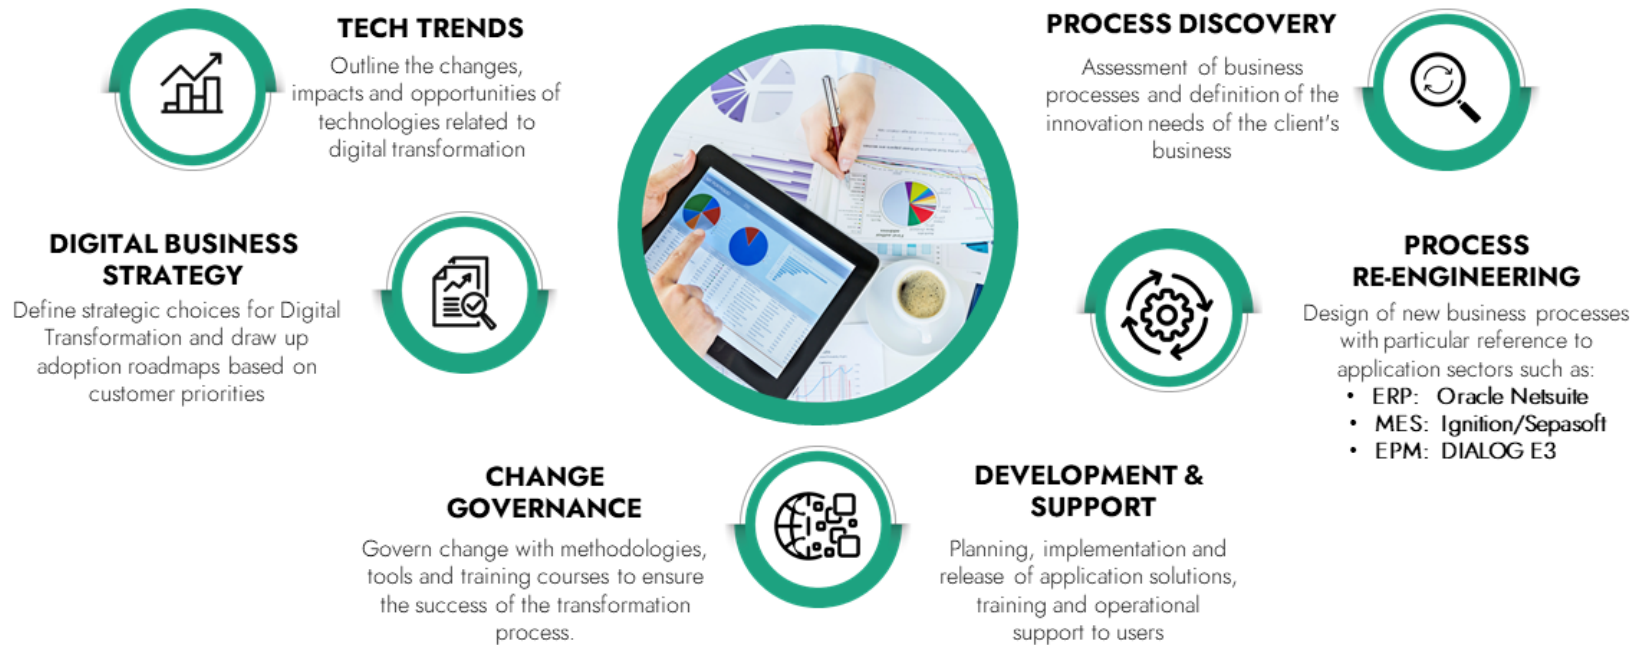 TECH TRENDS
Outline the changes,
impacts and opportunities of
technologies related to
digital transformation
PROCESS DISCOVERY
Assessment of business
processes and definition of the
innovation needs of the client's
business
DIGITAL BUSINESS
STRATEGY
Define strategic choices for Digital
Transformation and draw up
adoption roadmaps based on
customer priorities
PROCESS
RE-ENGINEERING
Design of new business processes
with particular reference to
application sectors such as:
• ERP: Oracle Netsuite
• MES: Ignition/Sepasoft
• EPM: DIALOG E3
CHANGE
GOVERNANCE
Govern change with methodologies,
tools and training courses to ensure
the success of the transformation
process.
DEVELOPMENT &
SUPPORT
Planning, implementation and
release of application solutions,
training and operational
support to users